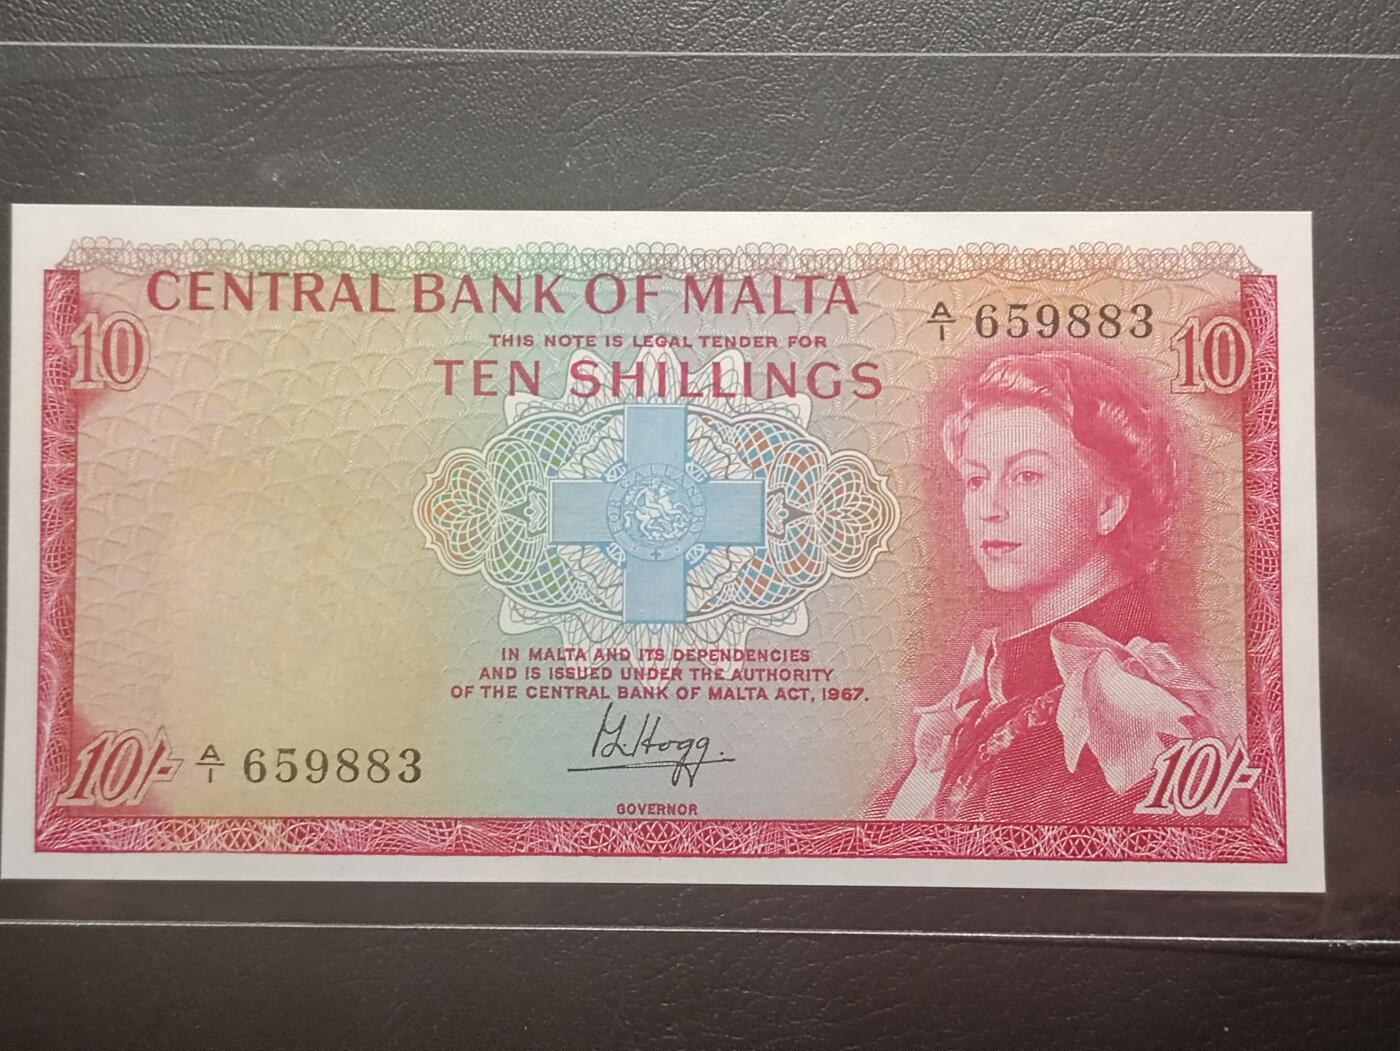 CENTRAL BANK OF MALTA
A/1 659883
10
10
THIS NOTE IS LEGAL TENDER FOR
TEN SHILLINGS
IN MALTA AND ITS DEPENDENCIES
AND IS ISSUED UNDER THE AUTHORITY
OF THE CENTRAL BANK OF MALTA ACT, 1967.
10/-
A/1 659883
Hogg.
10/-
GOVERNOR